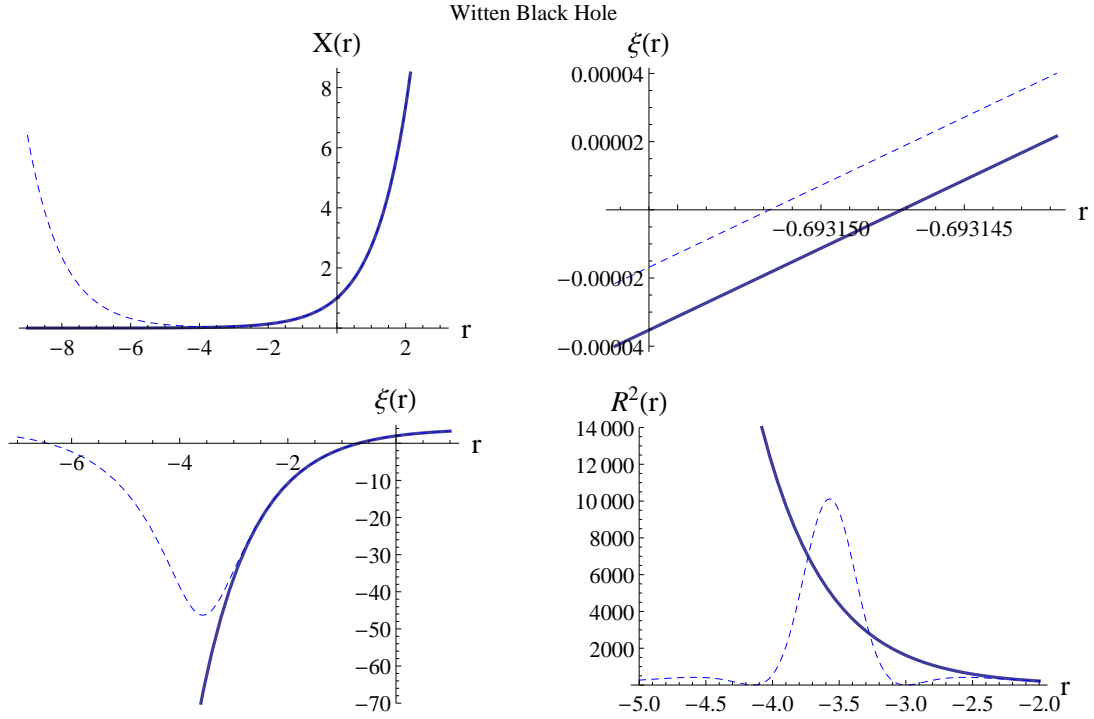 Witten Black Hole
X(r)
8
6
4
2
−8 −6 −4 −2 2 r
ξ(r)
0.00004
0.00002
−0.693150 −0.693145 r
−0.00002
−0.00004
ξ(r)
−6 −4 −2 r
−10
−20
−30
−40
−50
−60
−70
R²(r)
14 000
12 000
10 000
8000
6000
4000
2000
−5.0 −4.5 −4.0 −3.5 −3.0 −2.5 −2.0 r